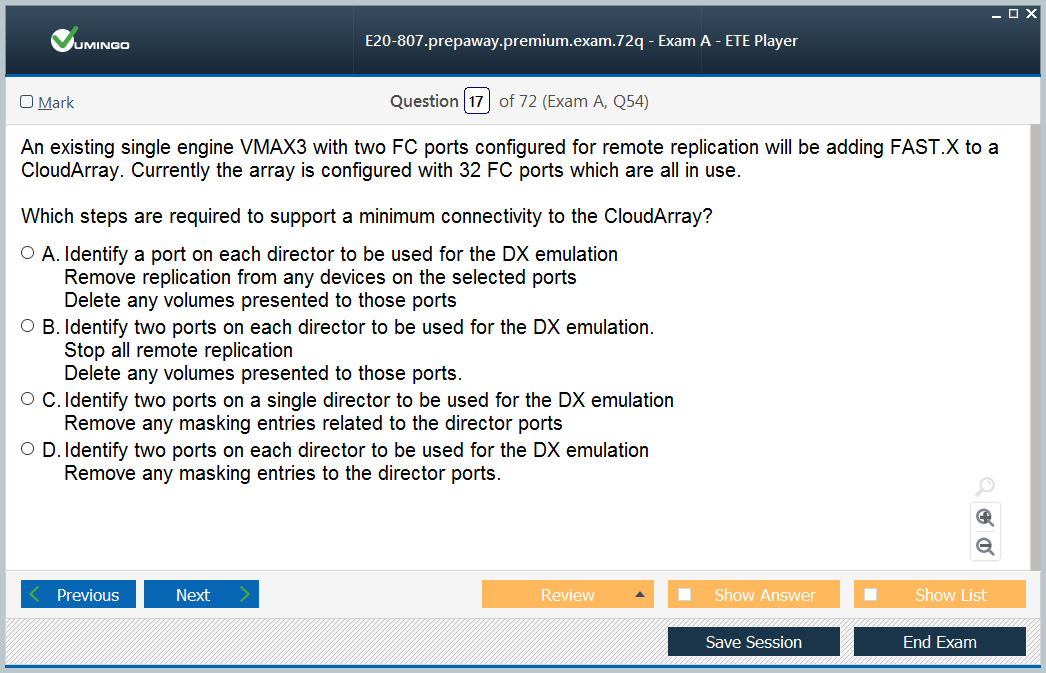 VUMINGO
E20-807.prepaway.premium.exam.72q - Exam A - ETE Player
Mark
Question 17 of 72 (Exam A, Q54)
An existing single engine VMAX3 with two FC ports configured for remote replication will be adding FAST.X to a
CloudArray. Currently the array is configured with 32 FC ports which are all in use.
Which steps are required to support a minimum connectivity to the CloudArray?
A. Identify a port on each director to be used for the DX emulation
Remove replication from any devices on the selected ports
Delete any volumes presented to those ports
B. Identify two ports on each director to be used for the DX emulation.
Stop all remote replication
Delete any volumes presented to those ports.
C. Identify two ports on a single director to be used for the DX emulation
Remove any masking entries related to the director ports
D. Identify two ports on each director to be used for the DX emulation
Remove any masking entries to the director ports.
Previous
Next
Review
Show Answer
Show List
Save Session
End Exam